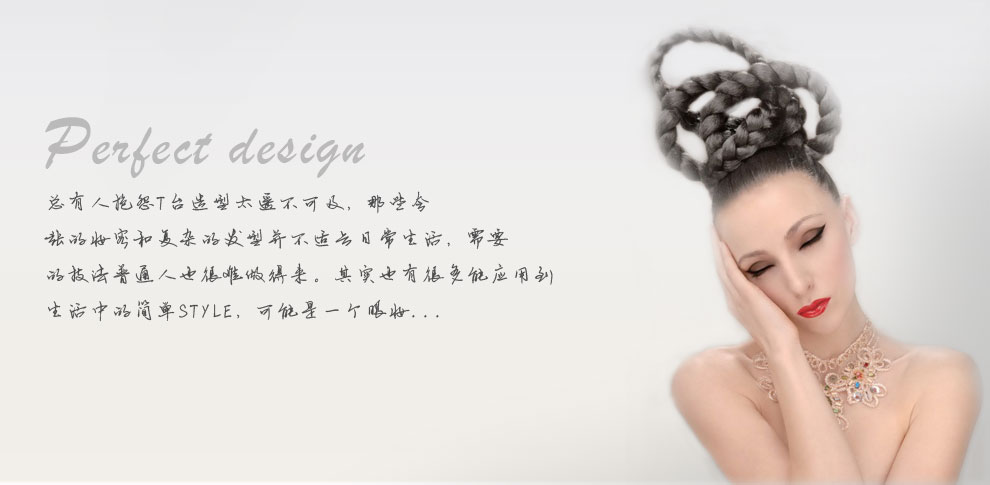 Perfect design
总有人抱怨T台造型太遥不可及，那些夸
张的妆容和复杂的发型并不适合日常生活，需要
的技法普通人也很难做得来。其实也有很多能应用到
生活中的简单STYLE，可能是一个眼妆...